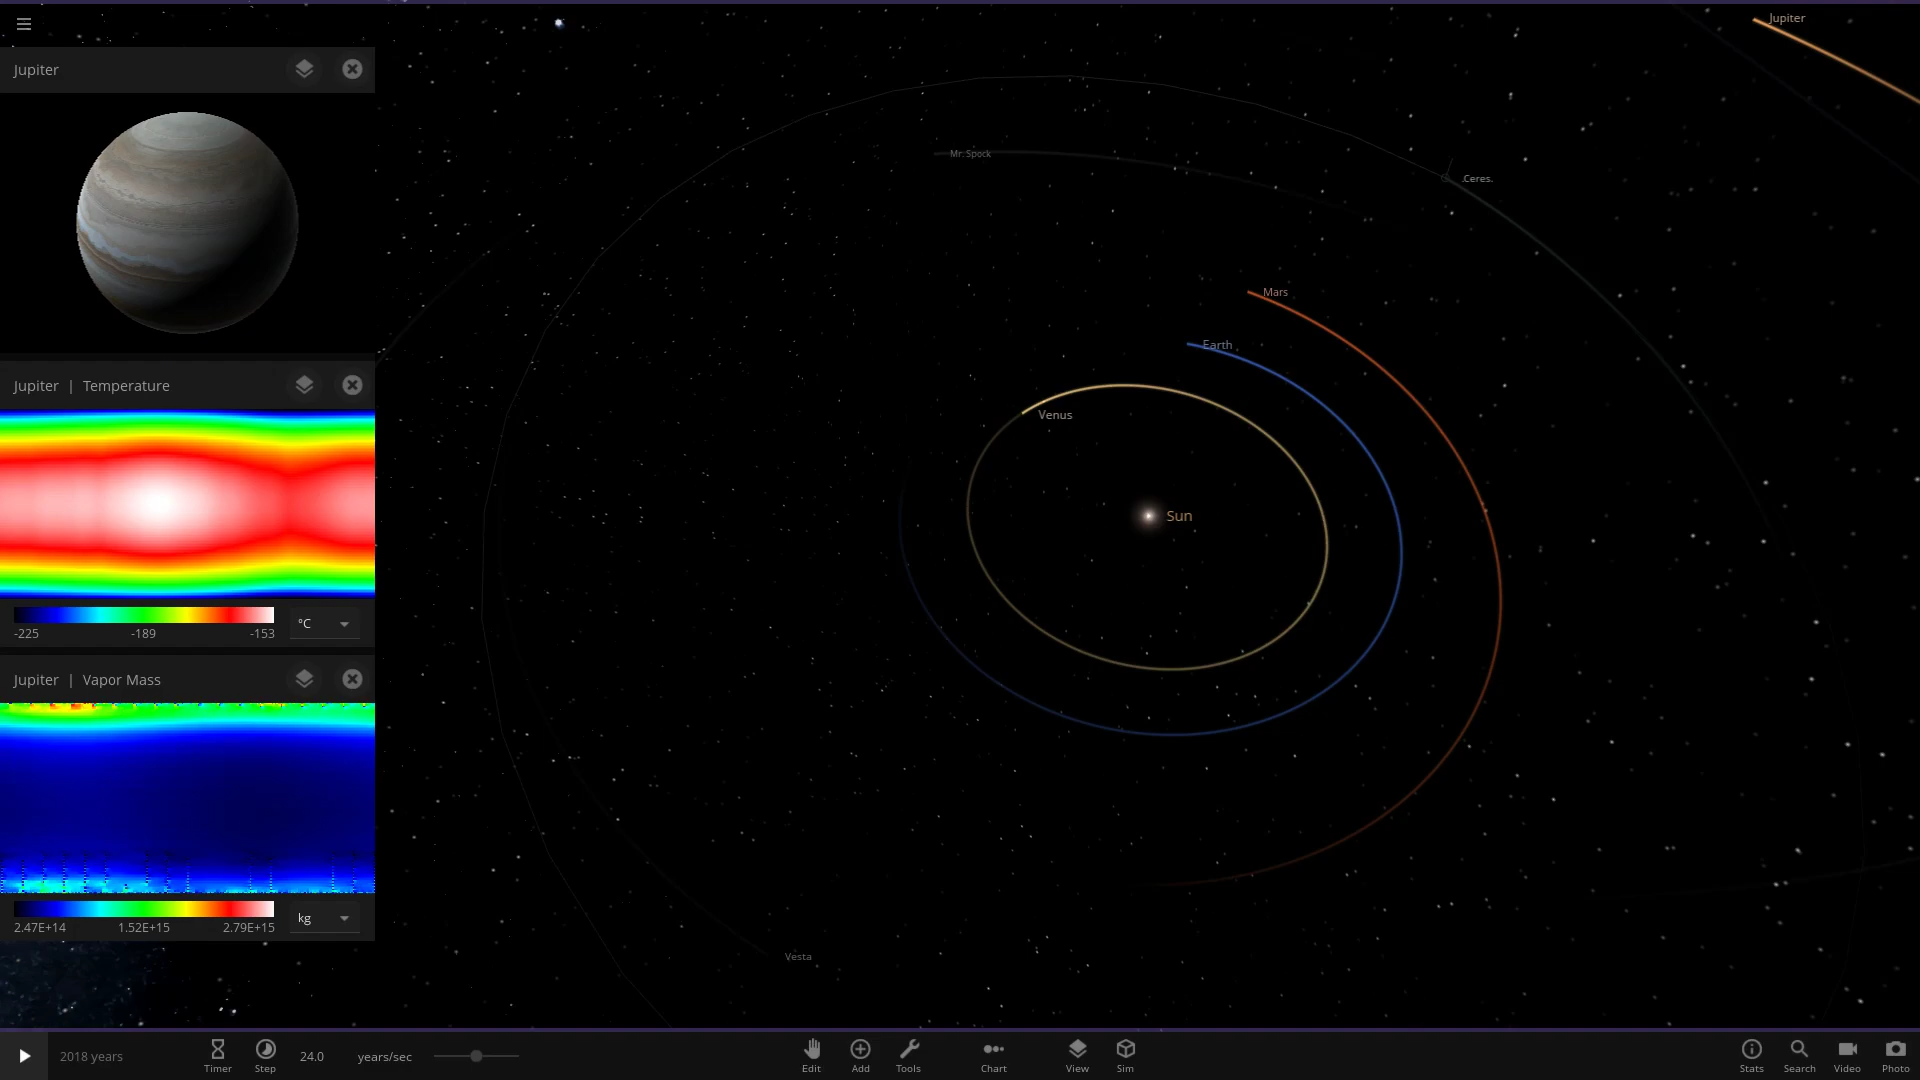 Jupiter
Jupiter | Temperature
-225 -189 -153
°C
Jupiter | Vapor Mass
2.47E+14 1.52E+15 2.79E+15
kg
Jupiter
Mr. Spock
Ceres
Mars
Earth
Venus
Sun
Vesta
2018 years
Timer
Step
24.0 years/sec
Edit
Add
Tools
Chart
View
Sim
Stats
Search
Video
Photo